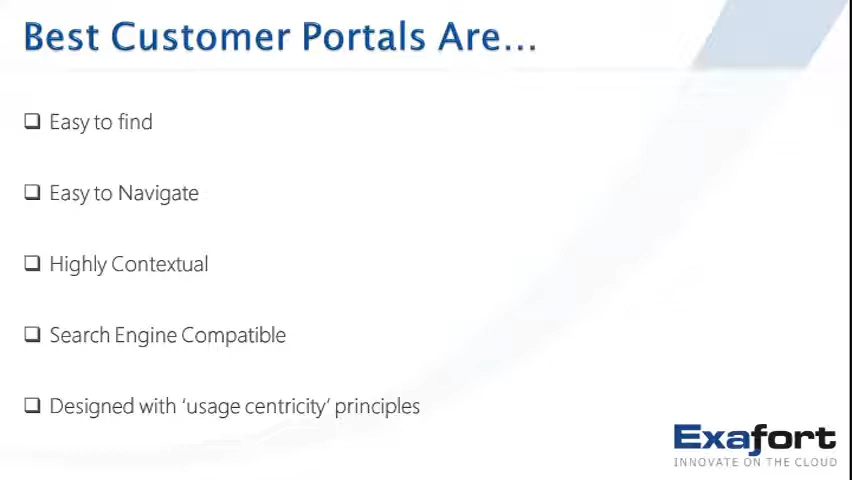 Best Customer Portals Are...
Easy to find
Easy to Navigate
Highly Contextual
Search Engine Compatible
Designed with ‘usage centricity’ principles
Exafort
INNOVATE ON THE CLOUD